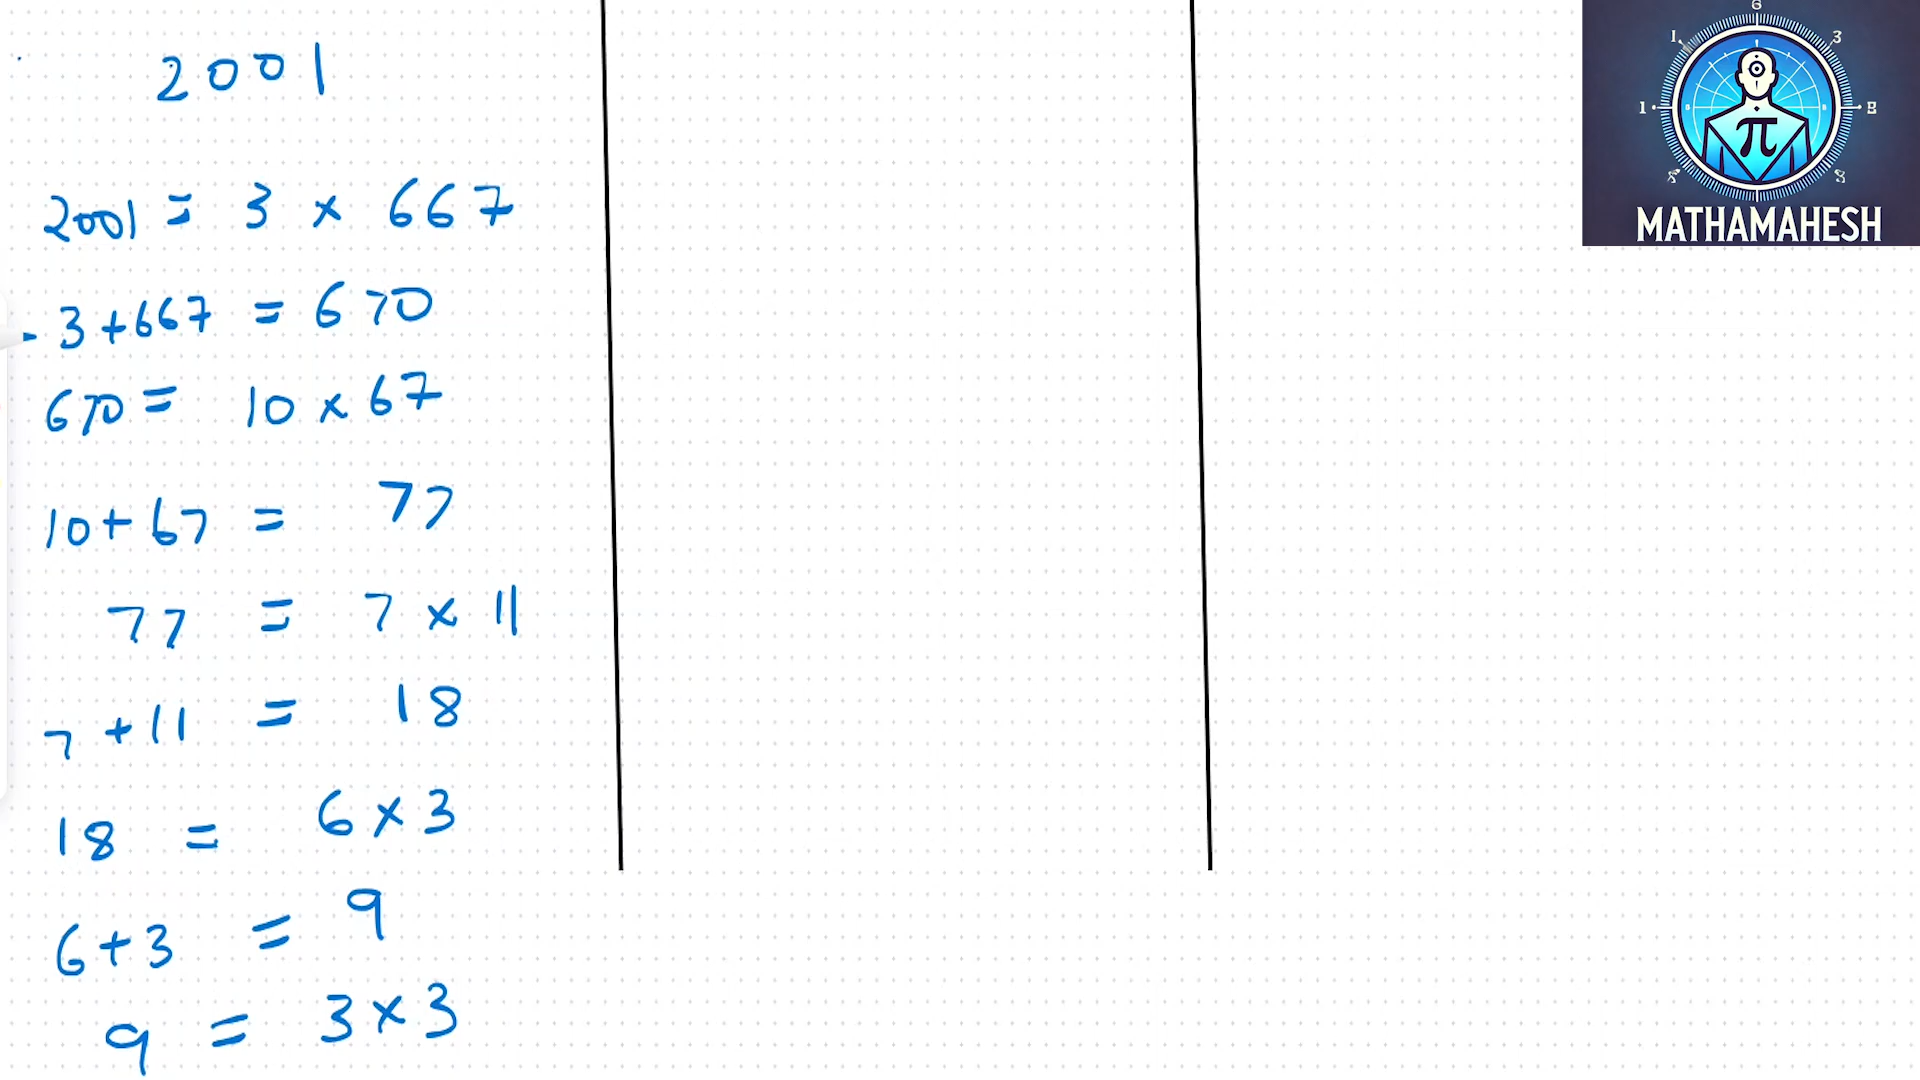 2001
2001 = 3 × 667
3+667 = 670
670 = 10 × 67
10+67 = 77
77 = 7 × 11
7+11 = 18
18 = 6×3
6+3 = 9
9 = 3×3
MATHAMAHESH